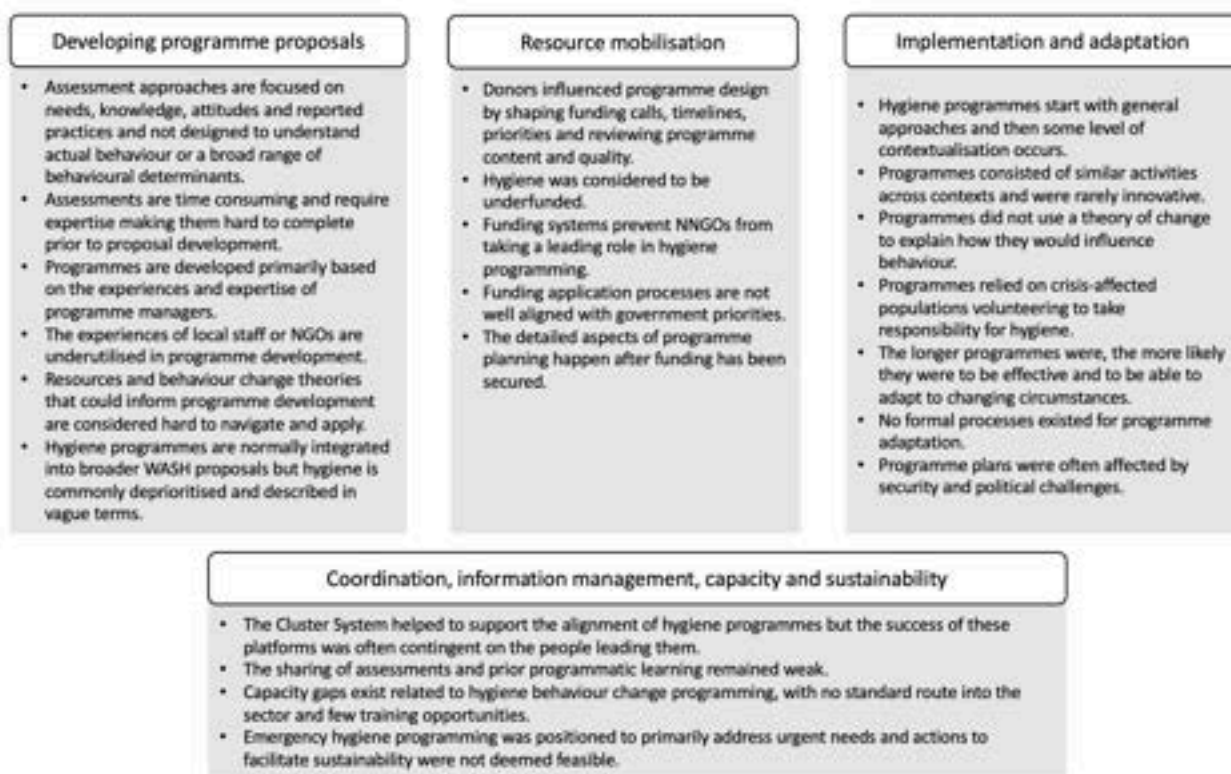 Developing programme proposals
• Assessment approaches are focused on
needs, knowledge, attitudes and reported
practices and not designed to understand
actual behaviour or a broad range of
behavioural determinants.
• Assessments are time consuming and require
expertise making them hard to complete
prior to proposal development.
• Programmes are developed primarily based
on the experiences and expertise of
programme managers.
• The experiences of local staff or NGOs are
underutilised in programme development.
• Resources and behaviour change theories
that could inform programme development
are considered hard to navigate and apply.
• Hygiene programmes are normally integrated
into broader WASH proposals but hygiene is
commonly deprioritised and described in
vague terms.
Resource mobilisation
• Donors influenced programme design
by shaping funding calls, timelines,
priorities and reviewing programme
content and quality.
• Hygiene was considered to be
underfunded.
• Funding systems prevent NNGOs from
taking a leading role in hygiene
programming.
• Funding application processes are not
well aligned with government priorities.
• The detailed aspects of programme
planning happen after funding has been
secured.
Implementation and adaptation
• Hygiene programmes start with general
approaches and then some level of
contextualisation occurs.
• Programmes consisted of similar activities
across contexts and were rarely innovative.
• Programmes did not use a theory of change
to explain how they would influence
behaviour.
• Programmes relied on crisis-affected
populations volunteering to take
responsibility for hygiene.
• The longer programmes were, the more likely
they were to be effective and to be able to
adapt to changing circumstances.
• No formal processes existed for programme
adaptation.
• Programme plans were often affected by
security and political challenges.
Coordination, information management, capacity and sustainability
• The Cluster System helped to support the alignment of hygiene programmes but the success of these
platforms was often contingent on the people leading them.
• The sharing of assessments and prior programmatic learning remained weak.
• Capacity gaps exist related to hygiene behaviour change programming, with no standard route into the
sector and few training opportunities.
• Emergency hygiene programming was positioned to primarily address urgent needs and actions to
facilitate sustainability were not deemed feasible.